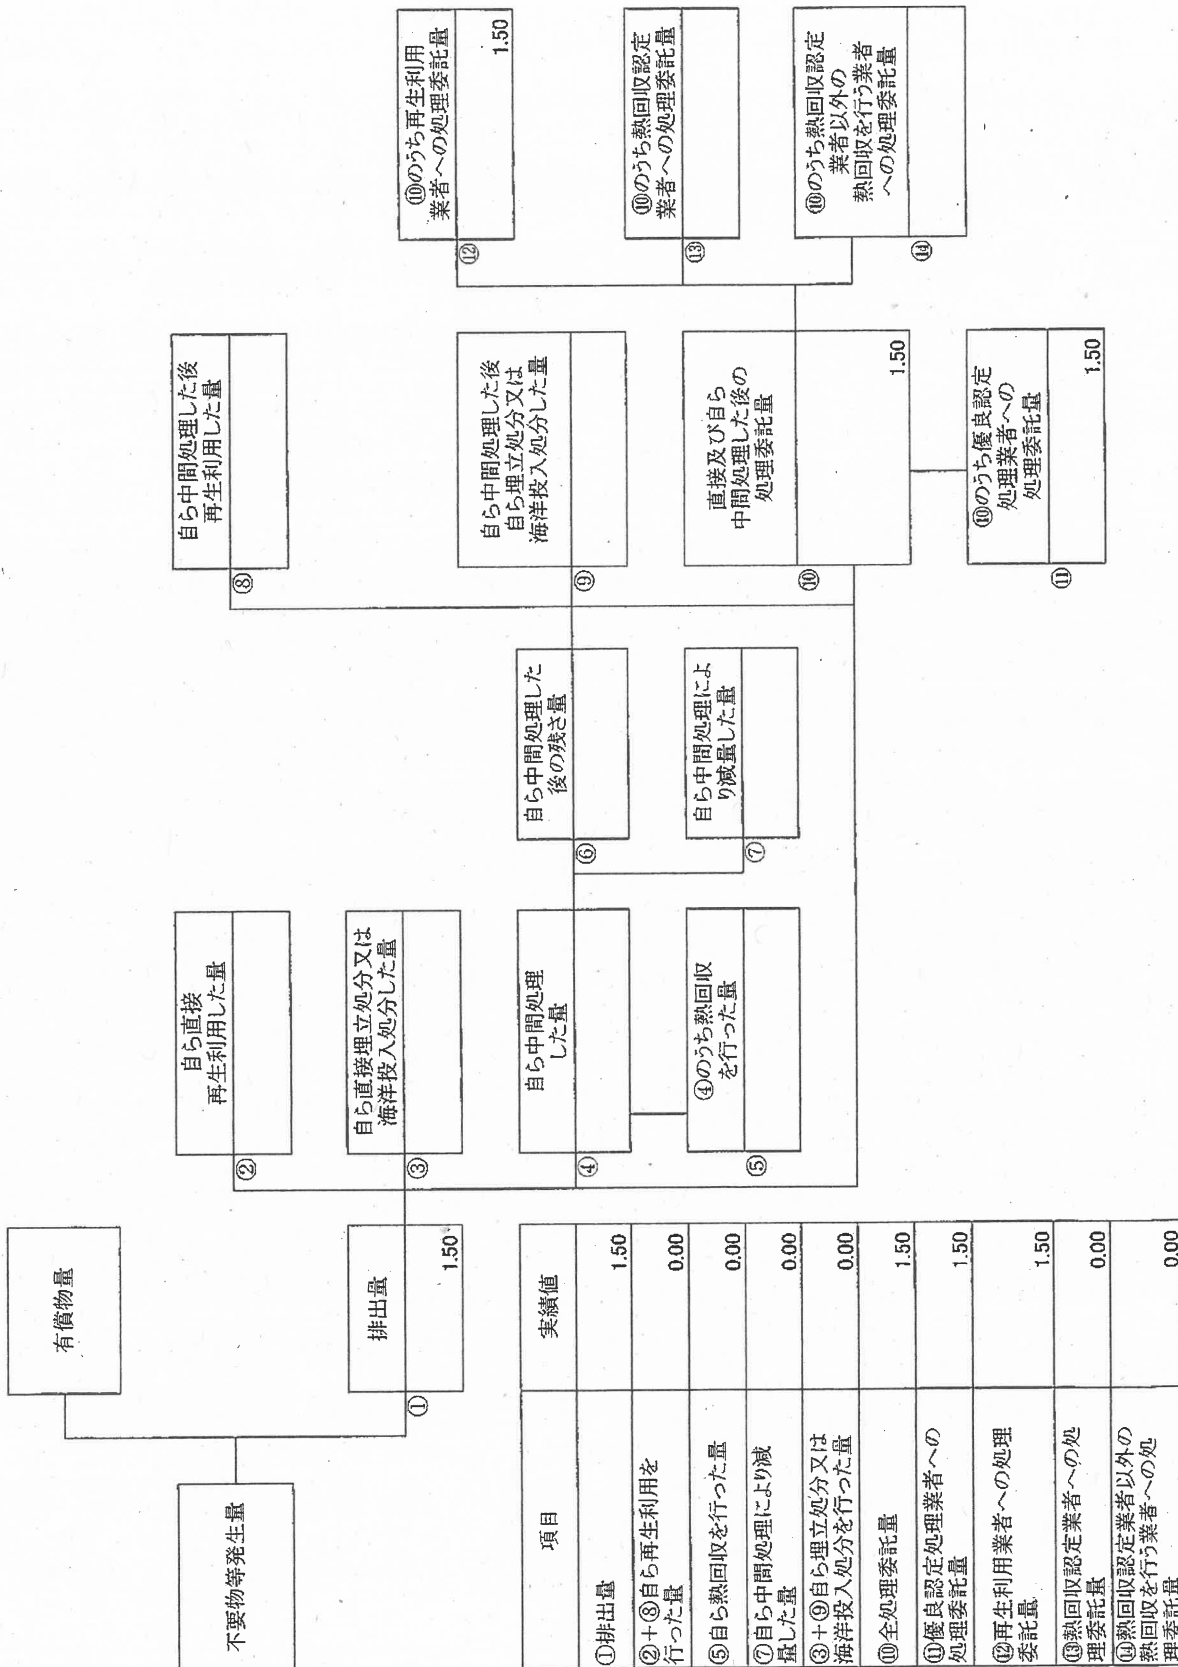 不要物等発生量
有償物量
排出量
①
1.50
自ら直接
再生利用した量
②
自ら直接埋立処分又は
海洋投入処分した量
③
自ら中間処理
した量
④
④のうち熱回収
を行った量
⑤
自ら中間処理した
後の残さ量
⑥
自ら中間処理によ
り減量した量
⑦
自ら中間処理した後
再生利用した量
⑧
自ら中間処理した後
自ら埋立処分又は
海洋投入処分した量
⑨
直接及び自ら
中間処理した後の
処理委託量
⑩
1.50
⑩のうち優良認定
処理業者への
処理委託量
⑪
1.50
⑩のうち再生利用
業者への処理委託量
⑫
1.50
⑩のうち熱回収認定
業者への処理委託量
⑬
⑩のうち熱回収認定
業者以外の
熱回収を行う業者
への処理委託量
⑭
項目 実績値
①排出量 1.50
②+⑧自ら再生利用を
行った量 0.00
⑤自ら熱回収を行った量 0.00
⑦自ら中間処理により減
量した量 0.00
③+⑨自ら埋立処分又は
海洋投入処分を行った量 0.00
⑩全処理委託量 1.50
⑪優良認定処理業者への
処理委託量 1.50
⑫再生利用業者への処理
委託量 1.50
⑬熱回収認定業者への処
理委託量 0.00
⑭熱回収認定業者以外の
熱回収を行う業者への処
理委託量 0.00